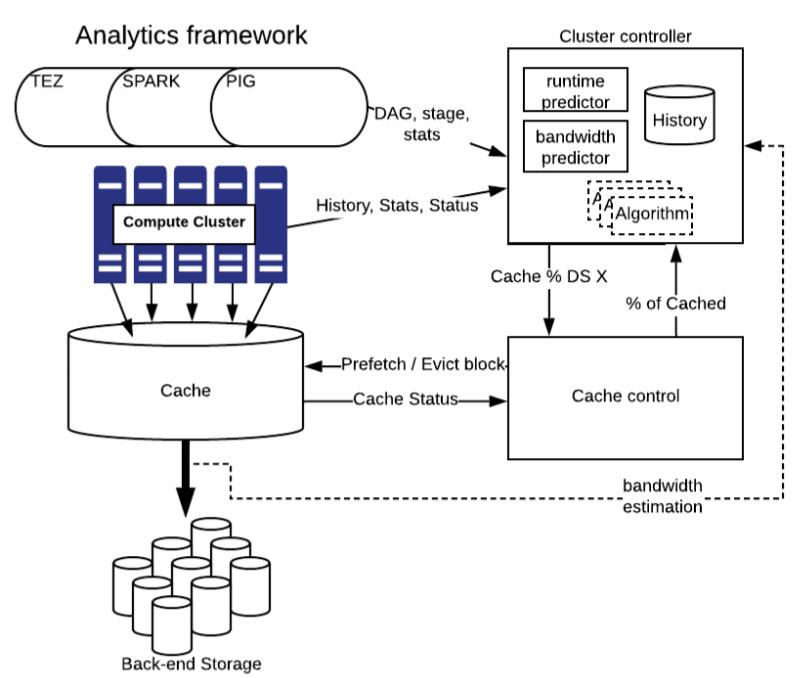 Analytics framework
Cluster controller
TEZ
SPARK
PIG
runtime
predictor
bandwidth
predictor
History
DAG, stage,
stats
A
A
Algorithm
Compute Cluster
History, Stats, Status
Cache % DS X
% of Cached
Prefetch / Evict block
Cache Status
Cache
Cache control
bandwidth
estimation
Back-end Storage